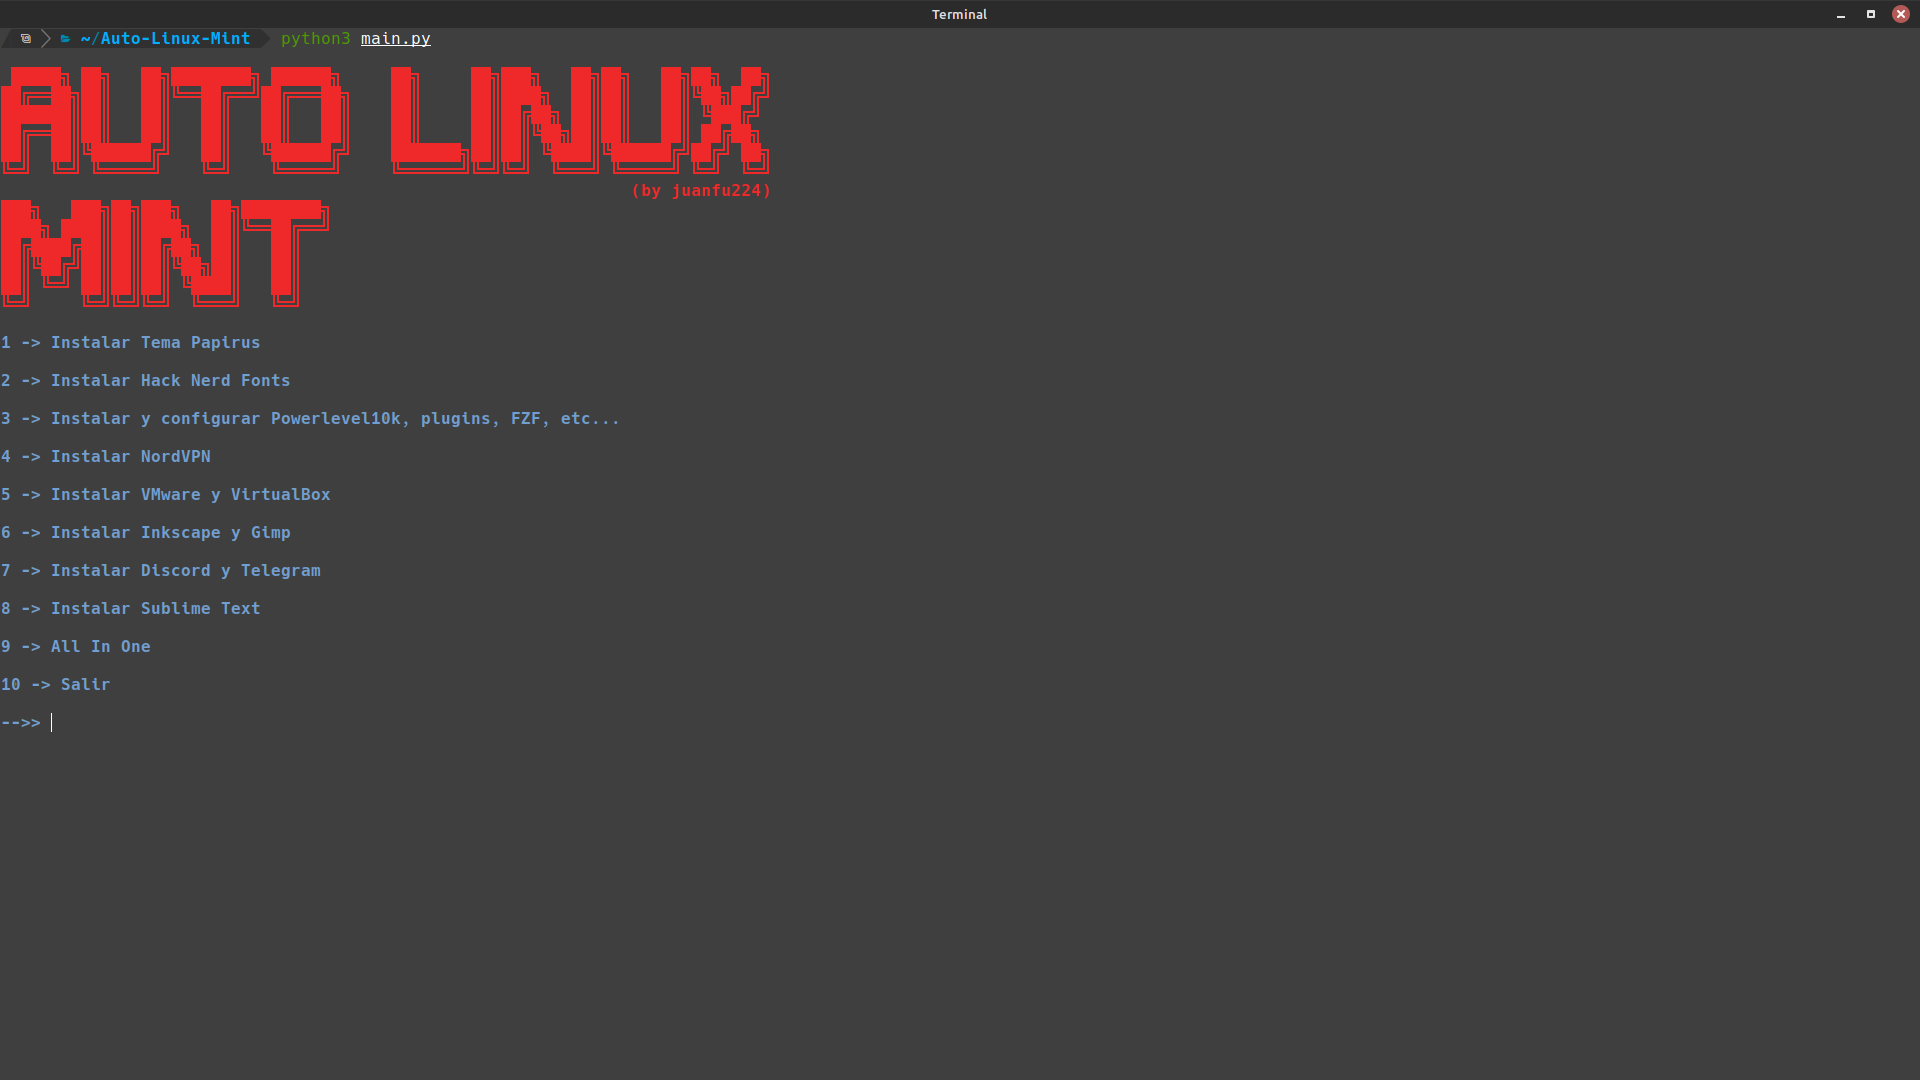 Terminal
~/Auto-Linux-Mint python3 main.py
AUTO LINUX
(by juanfu224)
MINT
1 -> Instalar Tema Papirus
2 -> Instalar Hack Nerd Fonts
3 -> Instalar y configurar Powerlevel10k, plugins, FZF, etc...
4 -> Instalar NordVPN
5 -> Instalar VMware y VirtualBox
6 -> Instalar Inkscape y Gimp
7 -> Instalar Discord y Telegram
8 -> Instalar Sublime Text
9 -> All In One
10 -> Salir
-->>